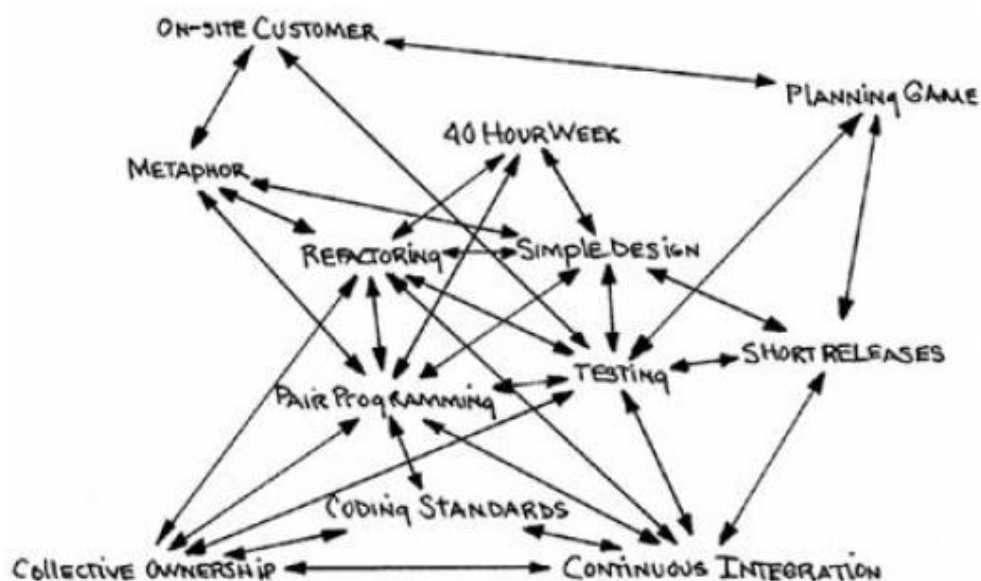 ON-SITE CUSTOMER
PLANNING GAME
40 HOUR WEEK
METAPHOR
REFACTORING
SIMPLE DESIGN
SHORT RELEASES
TESTING
PAIR PROGRAMMING
CODING STANDARDS
COLLECTIVE OWNERSHIP
CONTINUOUS INTEGRATION